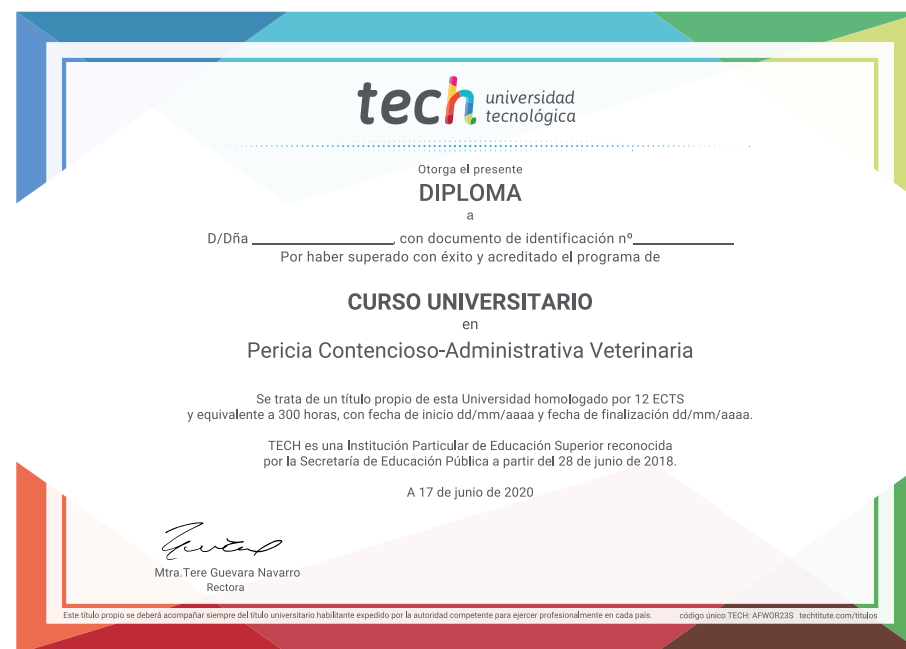 tech universidad
tecnológica
Otorga el presente
DIPLOMA
a
D/Dña ____________, con documento de identificación nº____________
Por haber superado con éxito y acreditado el programa de
CURSO UNIVERSITARIO
en
Pericia Contencioso-Administrativa Veterinaria
Se trata de un título propio de esta Universidad homologado por 12 ECTS
y equivalente a 300 horas, con fecha de inicio dd/mm/aaaa y fecha de finalización dd/mm/aaaa.
TECH es una Institución Particular de Educación Superior reconocida
por la Secretaría de Educación Pública a partir del 28 de junio de 2018.
A 17 de junio de 2020
Mtra.Tere Guevara Navarro
Rectora
Este título propio se deberá acompañar siempre del título universitario habilitante expedido por la autoridad competente para ejercer profesionalmente en cada país. código único TECH: AFWOR23S techtitute.com/titulos